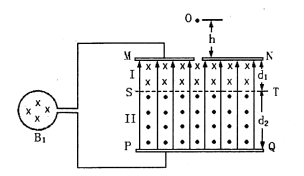 O
h
M N
I d₁
S T
II d₂
P Q
B₁